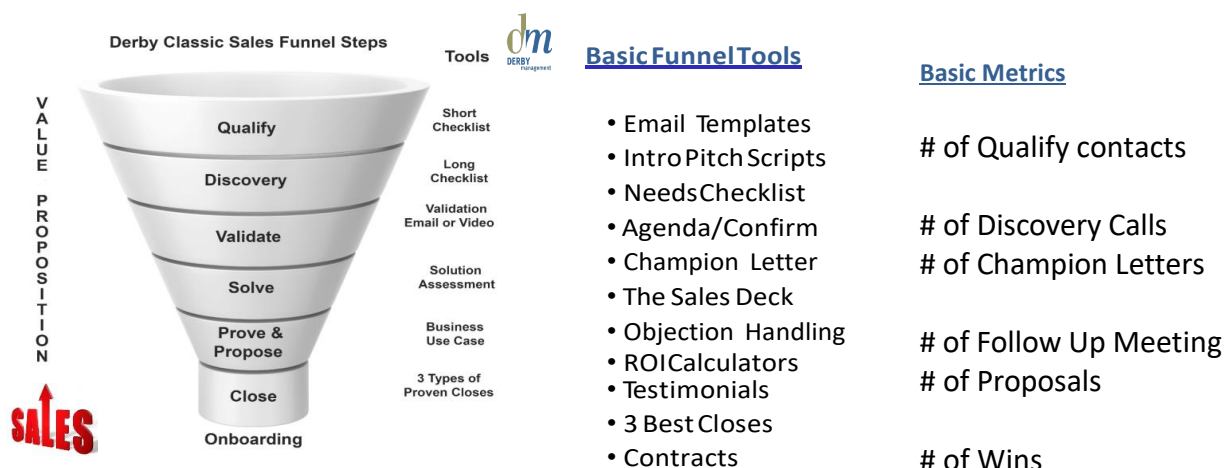 Derby Classic Sales Funnel Steps
Tools
dm
DERBY
management
VALUE PROPOSITION
Qualify
Short
Checklist
Discovery
Long
Checklist
Validate
Validation
Email or Video
Solve
Solution
Assessment
Prove &
Propose
Business
Use Case
Close
3 Types of
Proven Closes
Onboarding
SALES
Basic Funnel Tools
• Email Templates
• Intro Pitch Scripts
• Needs Checklist
• Agenda/Confirm
• Champion Letter
• The Sales Deck
• Objection Handling
• ROI Calculators
• Testimonials
• 3 Best Closes
• Contracts
Basic Metrics
# of Qualify contacts
# of Discovery Calls
# of Champion Letters
# of Follow Up Meeting
# of Proposals
# of Wins